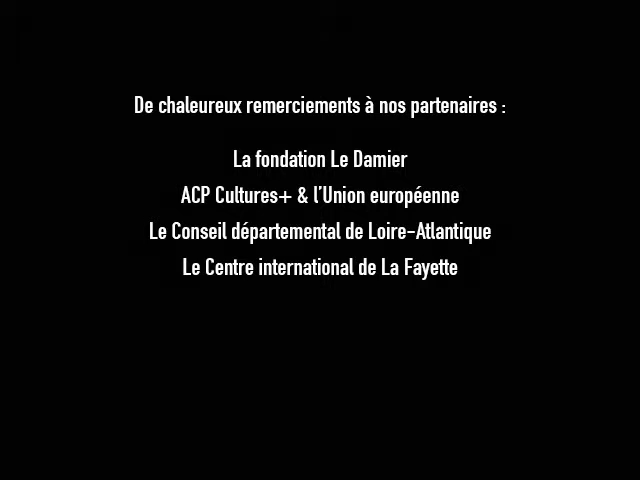 De chaleureux remerciements à nos partenaires :
La fondation Le Damier
ACP Cultures+ & l'Union européenne
Le Conseil départemental de Loire-Atlantique
Le Centre international de La Fayette